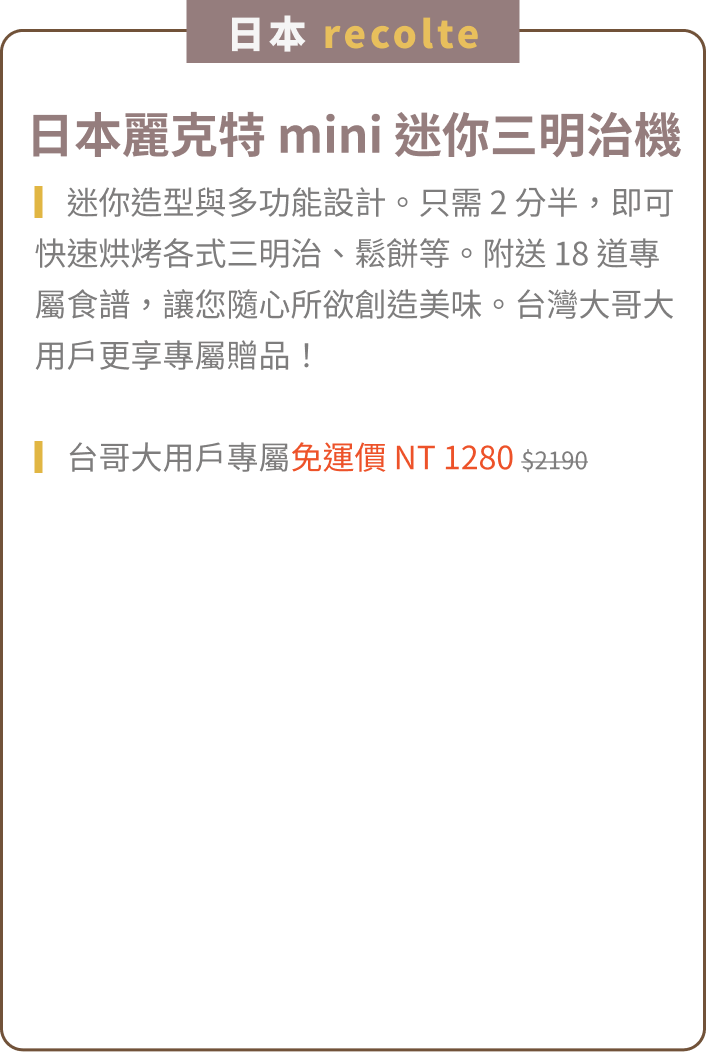 日本 recolte
日本麗克特 mini 迷你三明治機
迷你造型與多功能設計。只需 2 分半，即可
快速烘烤各式三明治、鬆餅等。附送 18 道專
屬食譜，讓您隨心所欲創造美味。台灣大哥大
用戶更享專屬贈品！
台哥大用戶專屬免運價 NT 1280 $2190